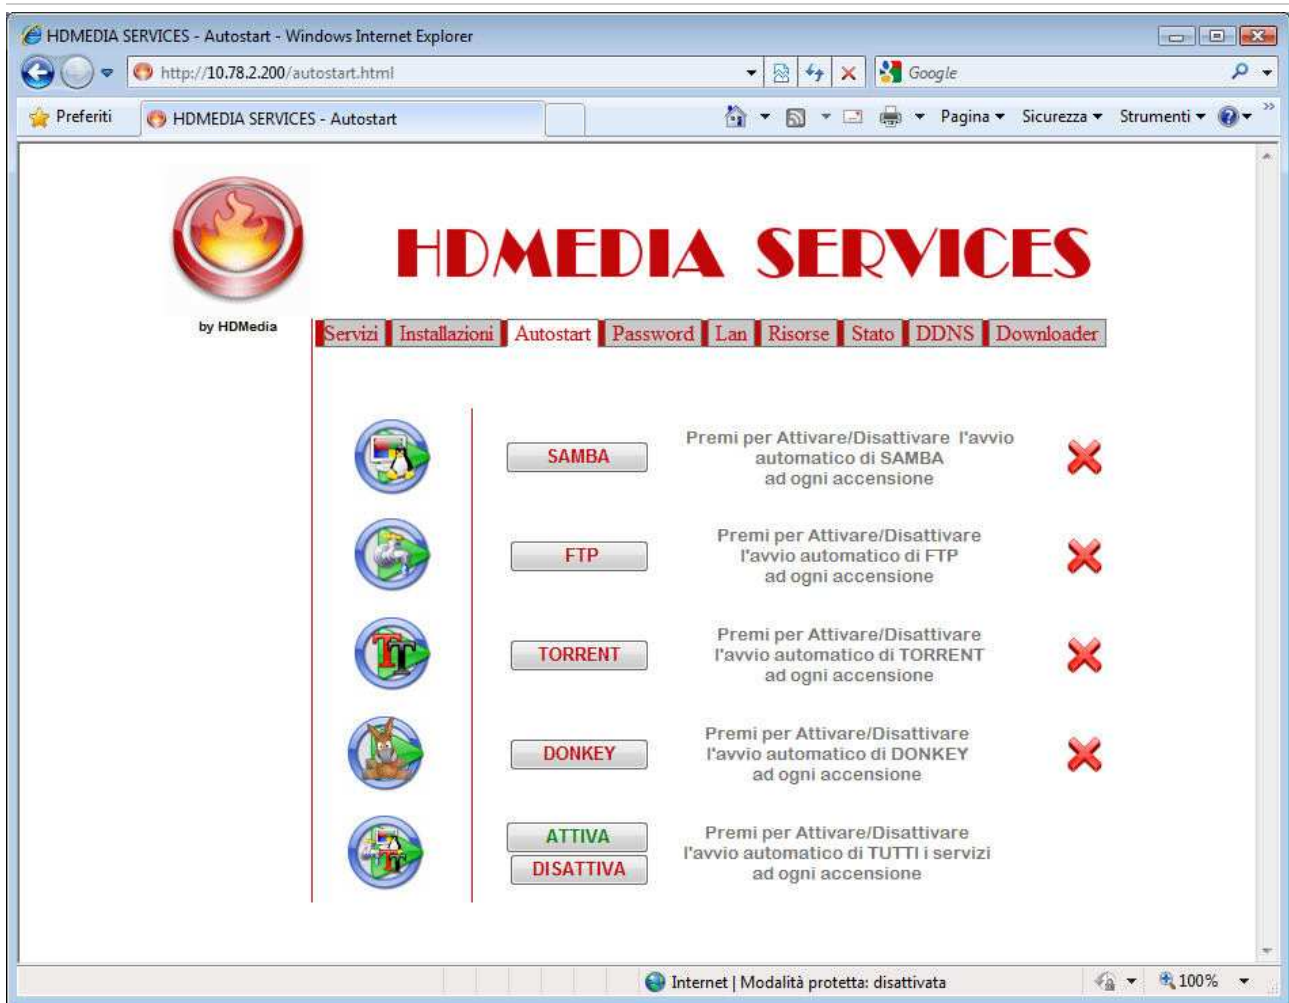 HDMEDIA SERVICES - Autostart - Windows Internet Explorer
http://10.78.2.200/autostart.html
Google
Preferiti
HDMEDIA SERVICES - Autostart
Pagina
Sicurezza
Strumenti
HDMEDIA SERVICES
by HDMedia
Servizi Installazioni Autostart Password Lan Risorse Stato DDNS Downloader
SAMBA
Premi per Attivare/Disattivare l'avvio
automatico di SAMBA
ad ogni accensione
FTP
Premi per Attivare/Disattivare
l'avvio automatico di FTP
ad ogni accensione
TORRENT
Premi per Attivare/Disattivare
l'avvio automatico di TORRENT
ad ogni accensione
DONKEY
Premi per Attivare/Disattivare
l'avvio automatico di DONKEY
ad ogni accensione
ATTIVA
DISATTIVA
Premi per Attivare/Disattivare
l'avvio automatico di TUTTI i servizi
ad ogni accensione
Internet | Modalità protetta: disattivata
100%